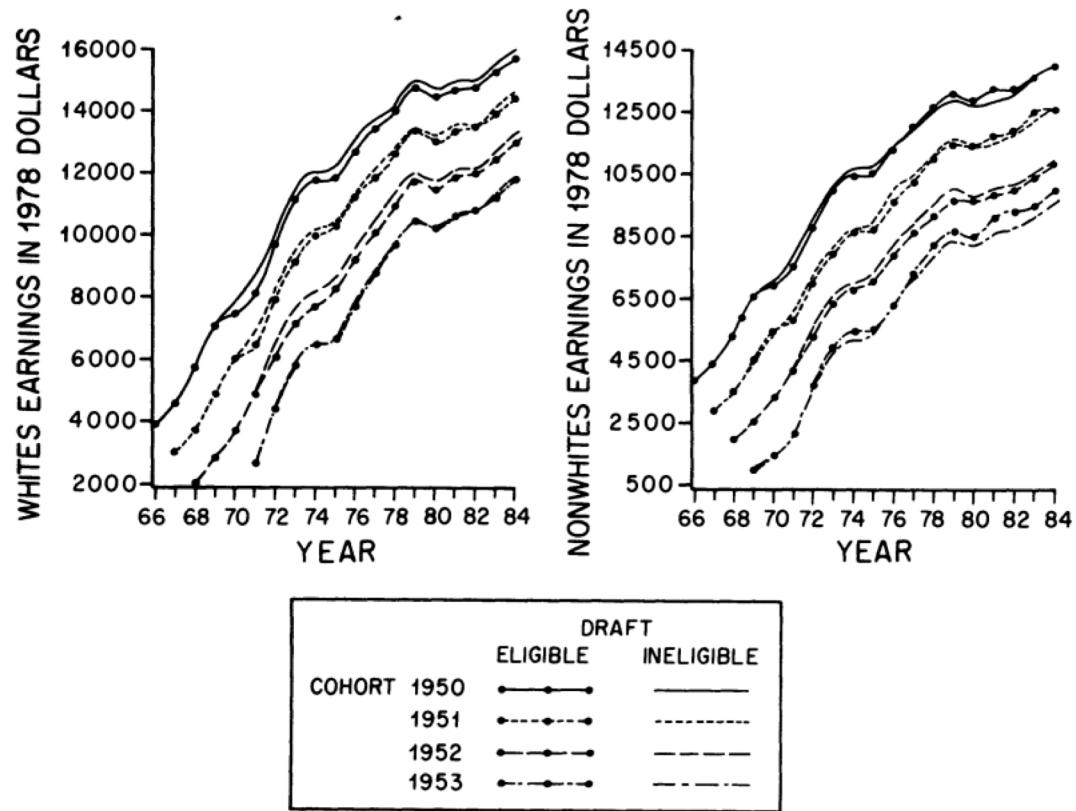 WHITES EARNINGS IN 1978 DOLLARS
16000
14000
12000
10000
8000
6000
4000
2000
66 68 70 72 74 76 78 80 82 84
YEAR
NONWHITES EARNINGS IN 1978 DOLLARS
14500
12500
10500
8500
6500
4500
2500
500
66 68 70 72 74 76 78 80 82 84
YEAR
DRAFT
ELIGIBLE INELIGIBLE
COHORT 1950
1951
1952
1953